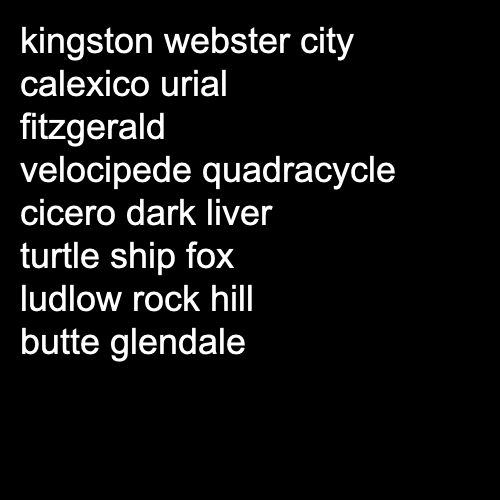 kingston webster city
calexico urial
fitzgerald
velocipede quadracycle
cicero dark liver
turtle ship fox
ludlow rock hill
butte glendale